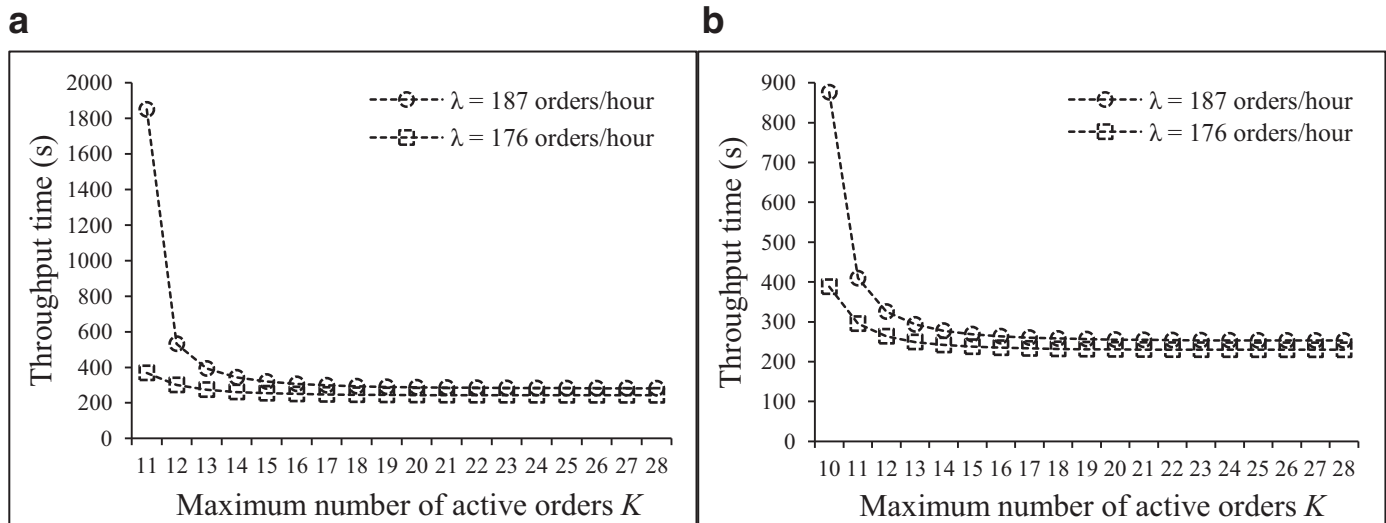 a
2000
1800
1600
1400
1200
1000
800
600
400
200
0
Throughput time (s)
λ = 187 orders/hour
λ = 176 orders/hour
11 12 13 14 15 16 17 18 19 20 21 22 23 24 25 26 27 28
Maximum number of active orders K
b
900
800
700
600
500
400
300
200
100
0
Throughput time (s)
λ = 187 orders/hour
λ = 176 orders/hour
10 11 12 13 14 15 16 17 18 19 20 21 22 23 24 25 26 27 28
Maximum number of active orders K